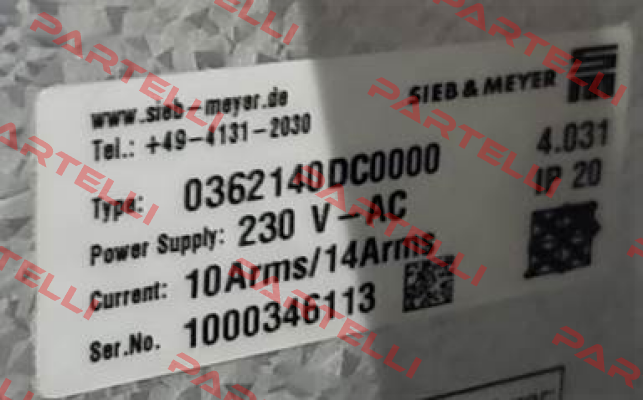 www.sieb-meyer.de
SIEB & MEYER
Tel.: +49-4131-2030
4.031
Type: 0362140DC0000
IP 20
Power Supply: 230 V-AC
Current: 10Arms/14Arms
Ser.No. 1000346113
PARTELLI
PARTELLI
PARTELLI
PARTELLI
PARTELLI
PARTELLI